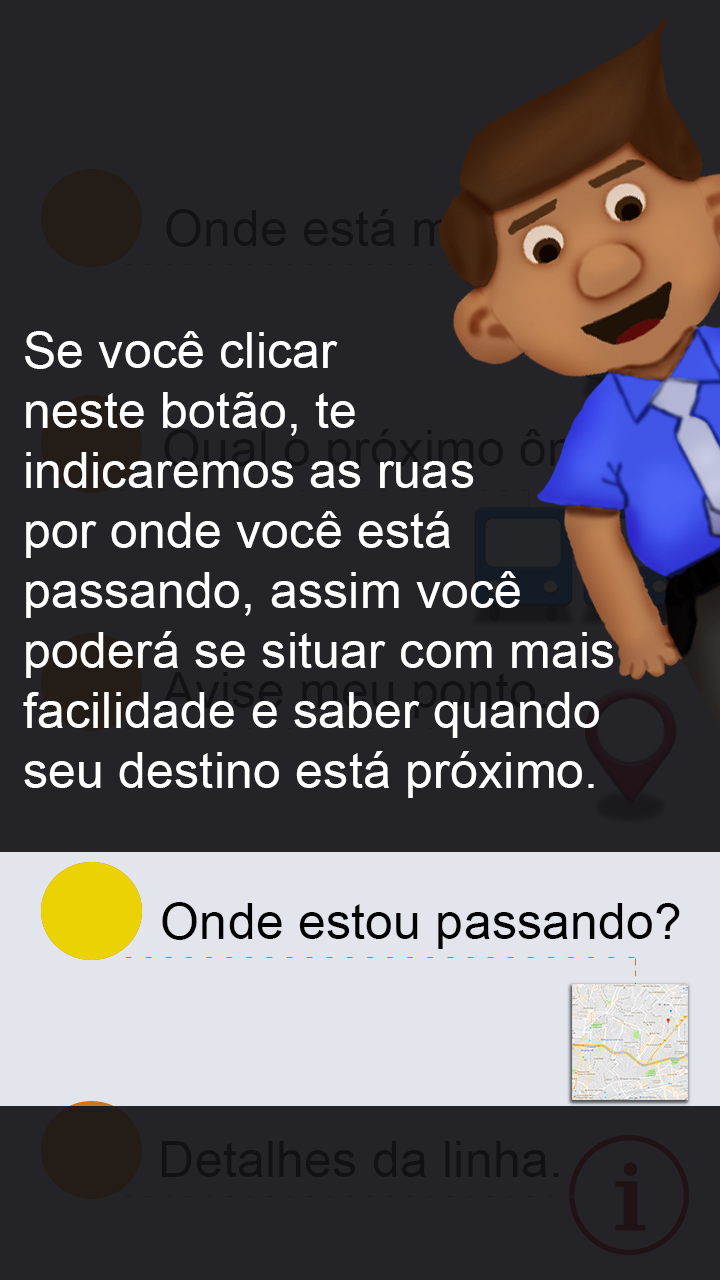 Onde está m
Se você clicar
neste botão, te
Qual o próximo ôn
indicaremos as ruas
por onde você está
passando, assim você
poderá se situar com mais
Avise meu ponto
facilidade e saber quando
seu destino está próximo.
Onde estou passando?
Detalhes da linha.
i